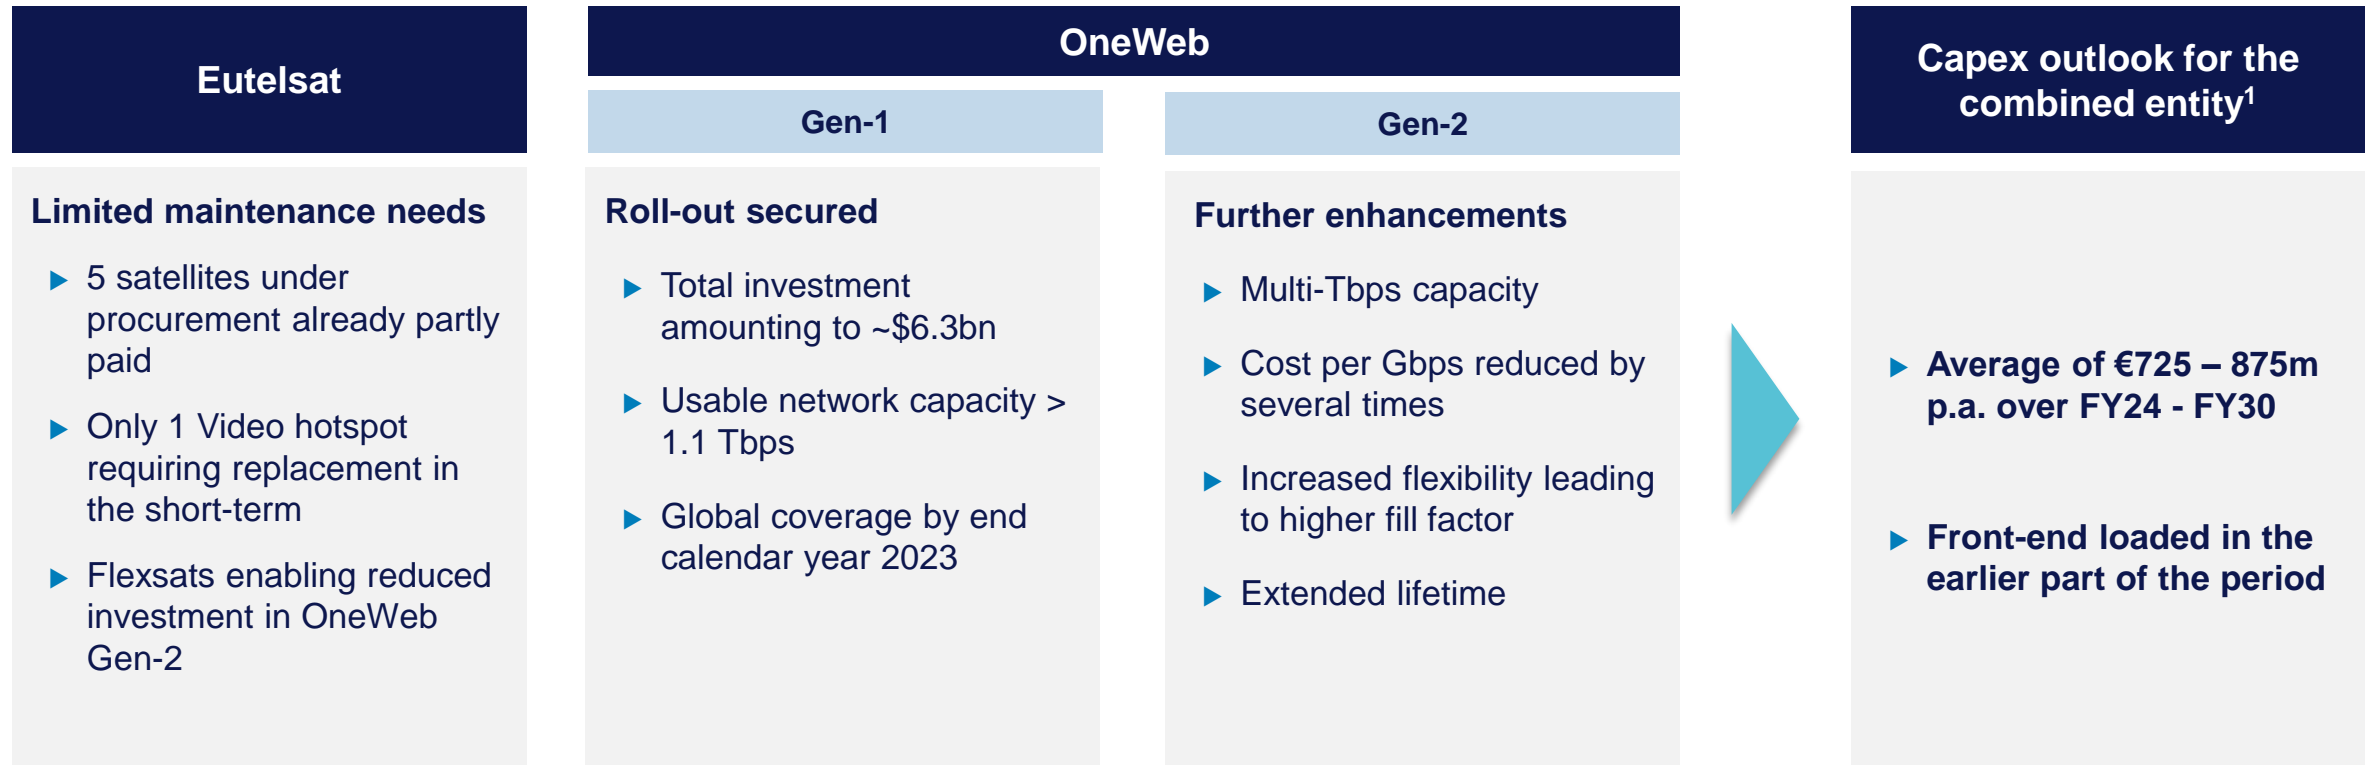 Eutelsat
Limited maintenance needs
5 satellites under
procurement already partly
paid
Only 1 Video hotspot
requiring replacement in
the short-term
Flexsats enabling reduced
investment in OneWeb
Gen-2
OneWeb
Gen-1
Roll-out secured
Total investment
amounting to ~$6.3bn
Usable network capacity >
1.1 Tbps
Global coverage by end
calendar year 2023
Gen-2
Further enhancements
Multi-Tbps capacity
Cost per Gbps reduced by
several times
Increased flexibility leading
to higher fill factor
Extended lifetime
Capex outlook for the
combined entity¹
Average of €725 – 875m
p.a. over FY24 - FY30
Front-end loaded in the
earlier part of the period